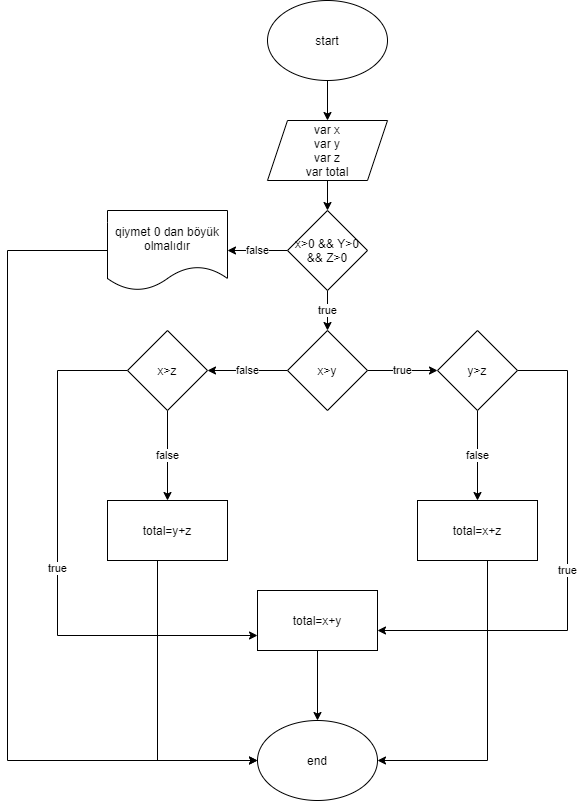 start
var x
var y
var z
var total
qiymet 0 dan böyük
olmalıdır
false
x>0 && Y>0
&& Z>0
true
x>z
false
x>y
true
y>z
false
false
total=y+z
total=x+z
true
true
total=x+y
end